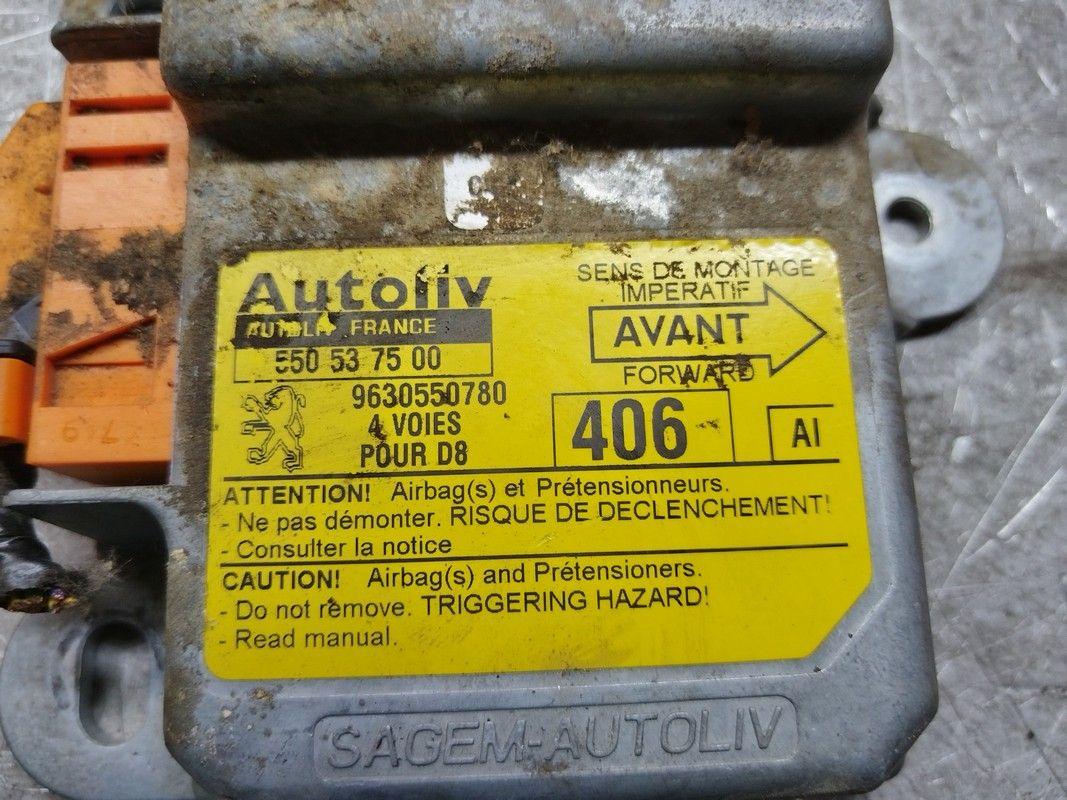 Autoliv
AUTOLIV FRANCE
550 53 75 00
9630550780
4 VOIES
POUR D8
SENS DE MONTAGE
IMPERATIF
AVANT
FORWARD
406
AI
ATTENTION! Airbag(s) et Prétensionneurs.
- Ne pas démonter. RISQUE DE DECLENCHEMENT!
- Consulter la notice
CAUTION! Airbag(s) and Prétensioners.
- Do not remove. TRIGGERING HAZARD!
- Read manual.
SAGEM-AUTOLIV